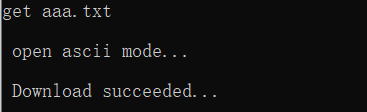 get aaa.txt
open ascii mode...
Download succeeded...